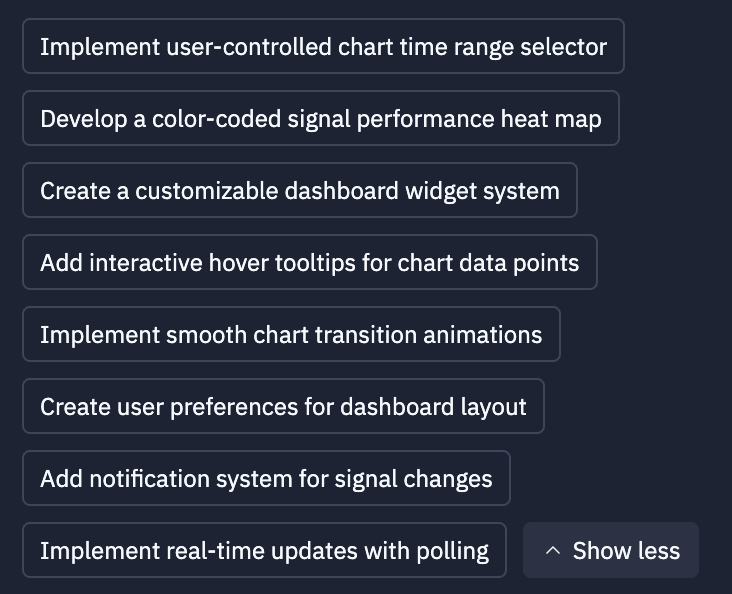 Implement user-controlled chart time range selector
Develop a color-coded signal performance heat map
Create a customizable dashboard widget system
Add interactive hover tooltips for chart data points
Implement smooth chart transition animations
Create user preferences for dashboard layout
Add notification system for signal changes
Implement real-time updates with polling
Show less